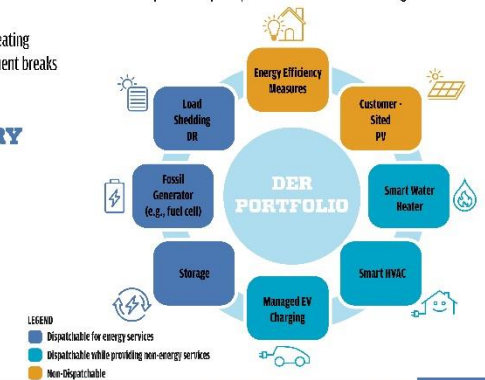 eating
uent breaks
RY
Energy Efficiency
Measures
Load
Shedding
DR
Customer -
Sited
PV
Fossil
Generator
(e.g., fuel cell)
DER
PORTFOLIO
Smart Water
Heater
Storage
Smart HVAC
Managed EV
Charging
LEGEND
Dispatchable for energy services
Dispatchable while providing non-energy services
Non-Dispatchable